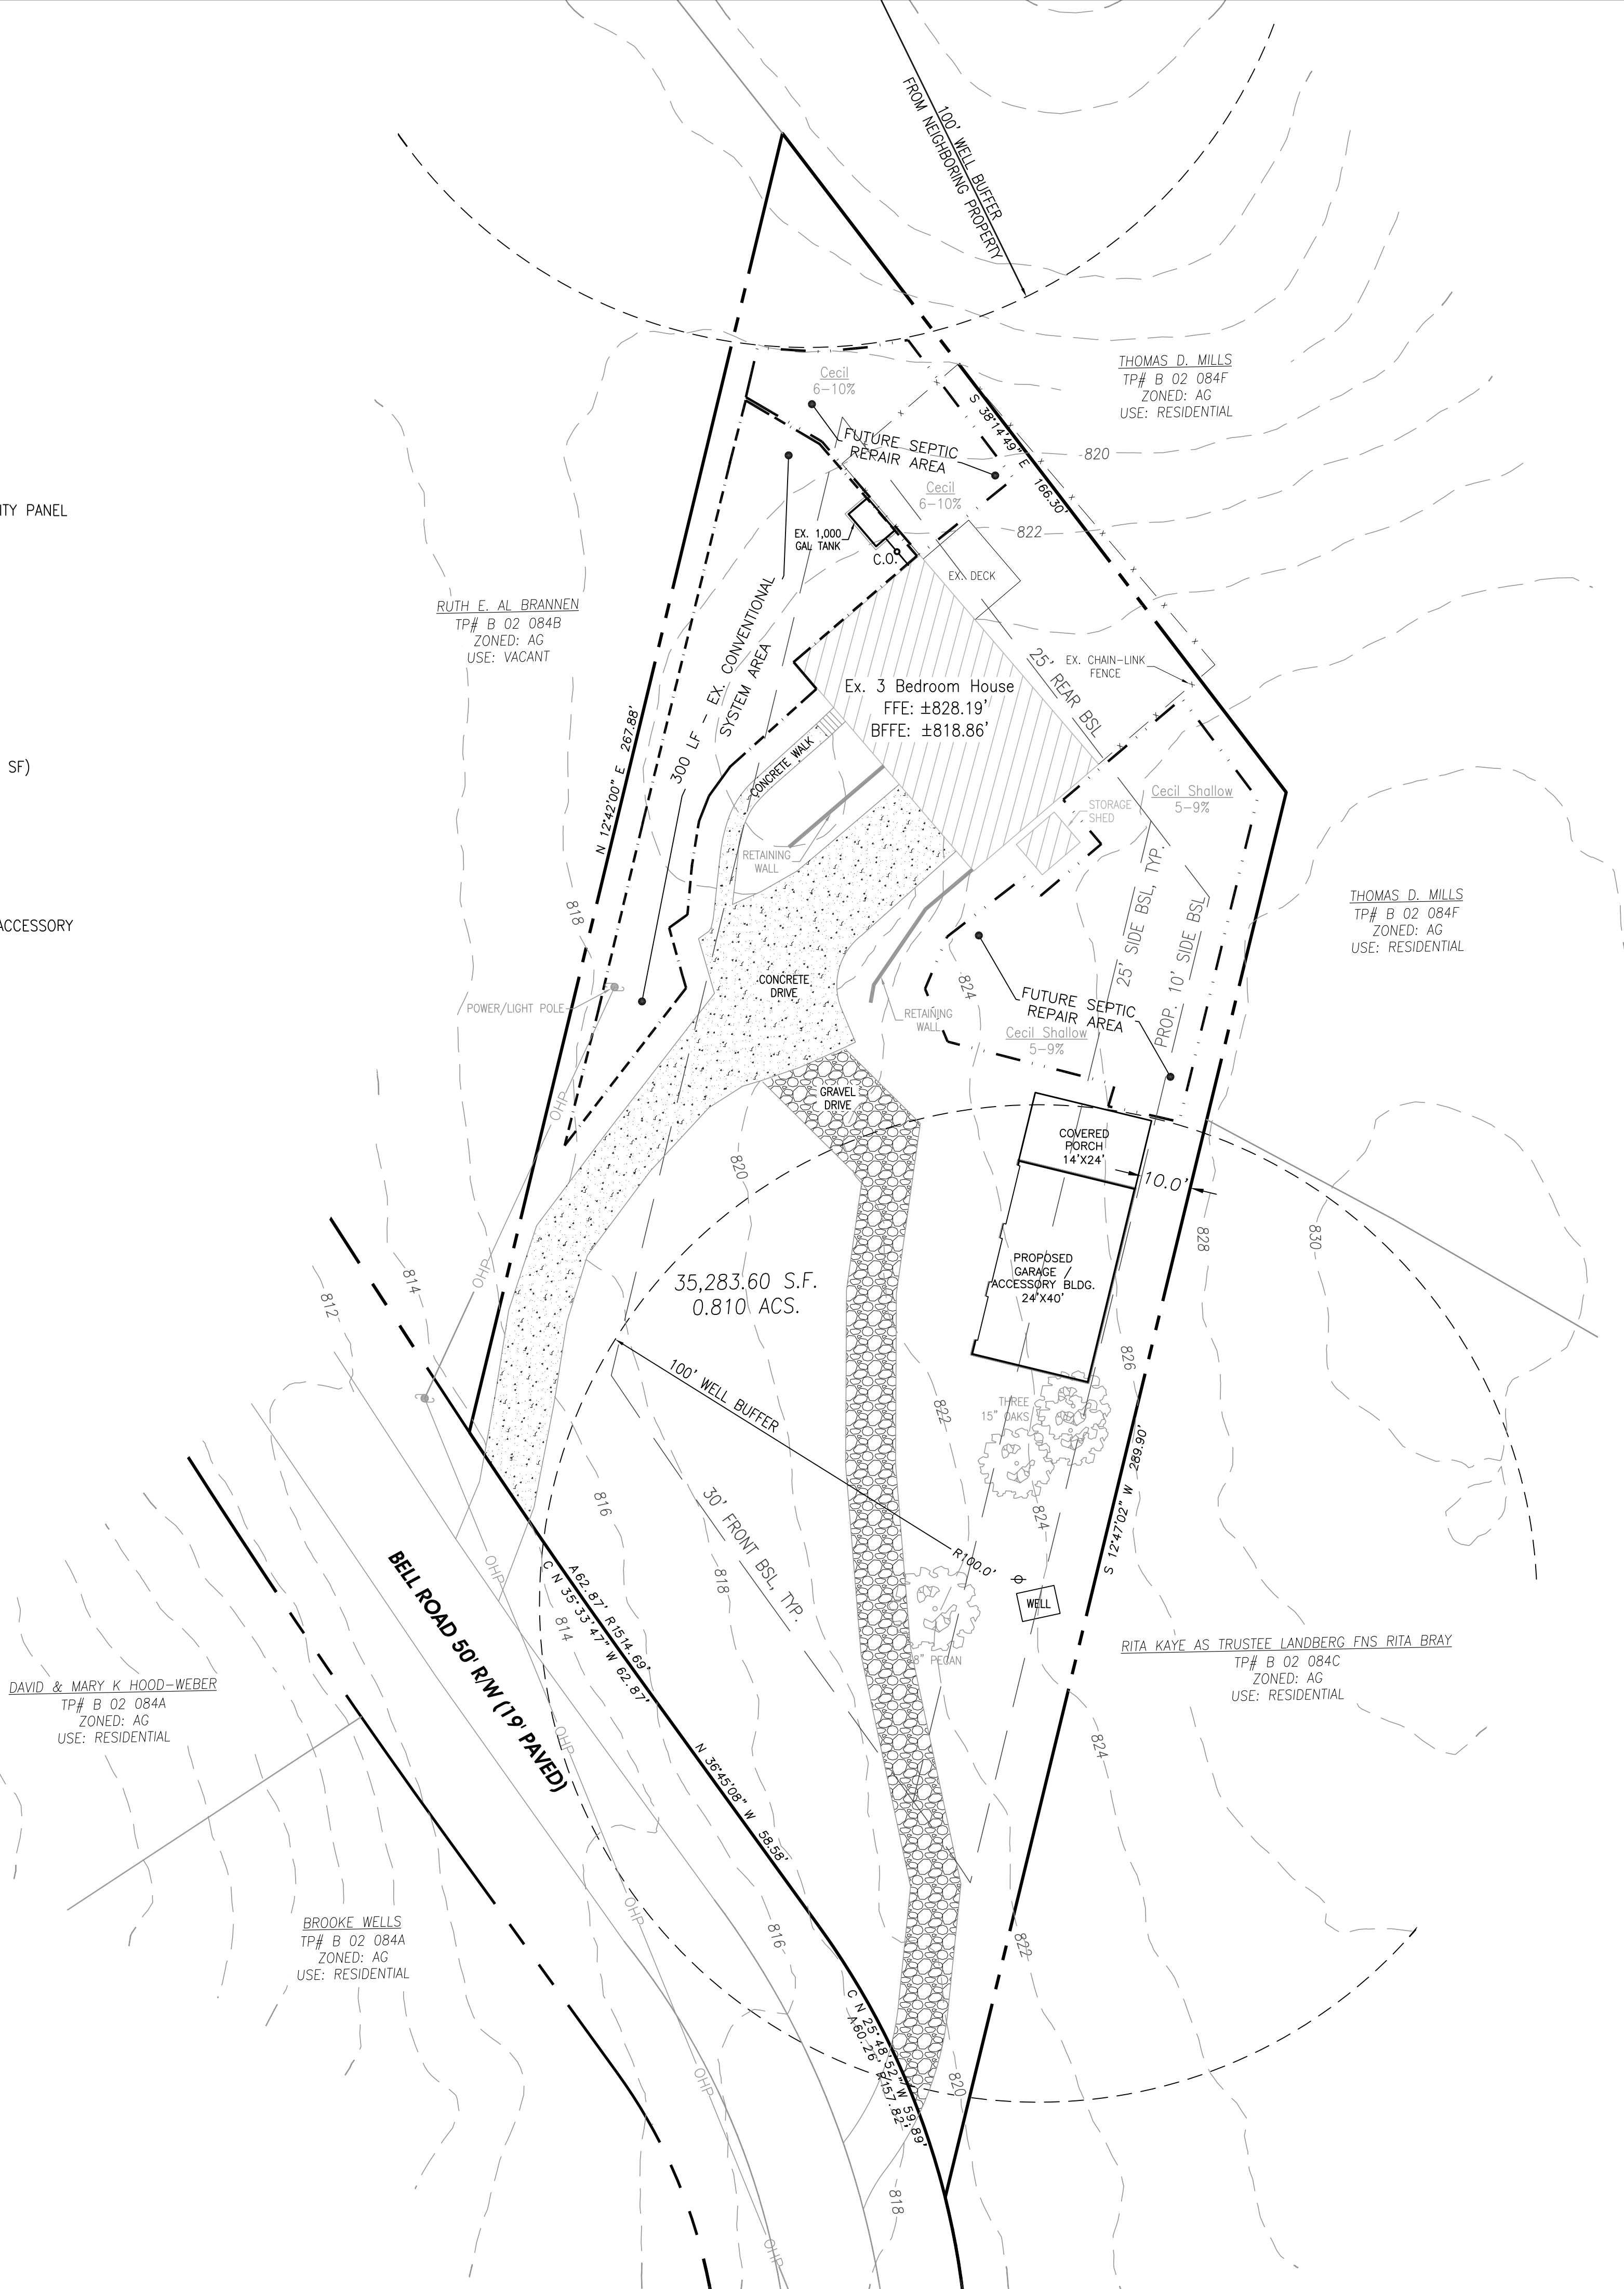 100' WELL BUFFER
FROM NEIGHBORING PROPERTY
THOMAS D. MILLS
TP# B 02 084F
ZONED: AG
USE: RESIDENTIAL
Cecil
6-10%
S 38°14'49" E 166.30'
FUTURE SEPTIC
REPAIR AREA
820
Cecil
6-10%
ITY PANEL
EX. 1,000
GAL TANK
C.O.
822
EX. DECK
RUTH E. AL BRANNEN
TP# B 02 084B
ZONED: AG
USE: VACANT
300 LF - EX. CONVENTIONAL
SYSTEM AREA
25' REAR BSL
EX. CHAIN-LINK
FENCE
Ex. 3 Bedroom House
FFE: ±828.19'
BFFE: ±818.86'
N 12°42'00" E 267.88'
CONCRETE WALK
SF)
STORAGE
SHED
Cecil Shallow
5-9%
RETAINING
WALL
25' SIDE BSL, TYP.
PROP. 10' SIDE BSL
THOMAS D. MILLS
TP# B 02 084F
ZONED: AG
USE: RESIDENTIAL
818
ACCESSORY
CONCRETE
DRIVE
824
POWER/LIGHT POLE
RETAINING
WALL
FUTURE SEPTIC
REPAIR AREA
Cecil Shallow
5-9%
OHP
GRAVEL
DRIVE
COVERED
PORCH
14'X24'
820
10.0'
828
830
OHP
814
812
PROPOSED
GARAGE /
ACCESSORY BLDG.
24'X40'
35,283.60 S.F.
0.810 ACS.
826
100' WELL BUFFER
R100.0'
822
THREE
15" OAKS
S 12°47'02" W 289.90'
824
30' FRONT BSL, TYP.
816
818
814
OHP
BELL ROAD 50' R/W (19' PAVED)
A 62.87' R1514.69'
C N 35°33'47" W 62.87'
WELL
PECAN
RITA KAYE AS TRUSTEE LANDBERG FNS RITA BRAY
TP# B 02 084C
ZONED: AG
USE: RESIDENTIAL
DAVID & MARY K HOOD-WEBER
TP# B 02 084A
ZONED: AG
USE: RESIDENTIAL
OHP
N 36°45'08" W 58.58'
824
BROOKE WELLS
TP# B 02 084A
ZONED: AG
USE: RESIDENTIAL
OHP
816
822
C N 25°48'52" W 59.89'
A60.26' R157.82'
OHP
820
818
OHP